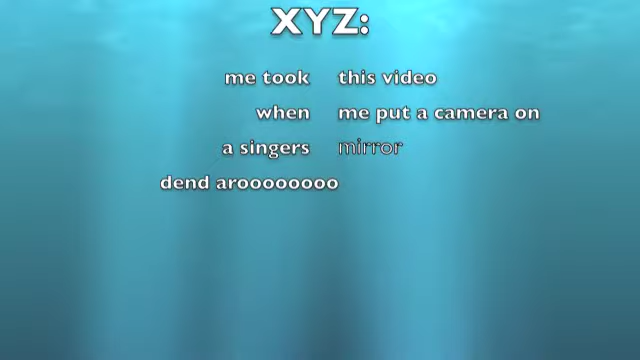 XYZ:
me took this video
when me put a camera on
a singers mirror
dend aroooooooo